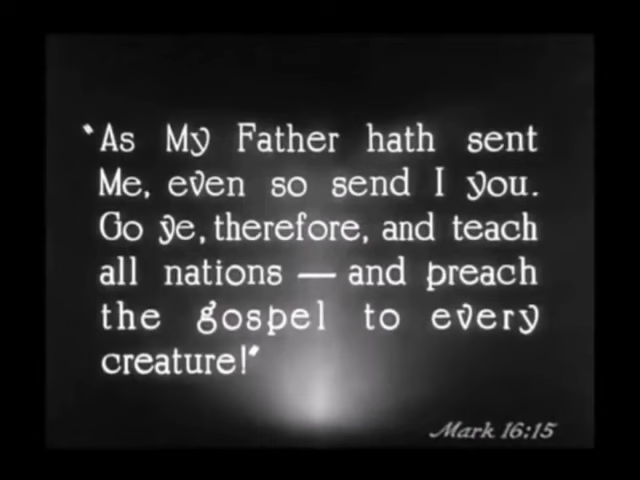 "As My Father hath sent
Me, even so send I you.
Go ye, therefore, and teach
all nations — and preach
the gospel to every
creature!"
Mark 16:15